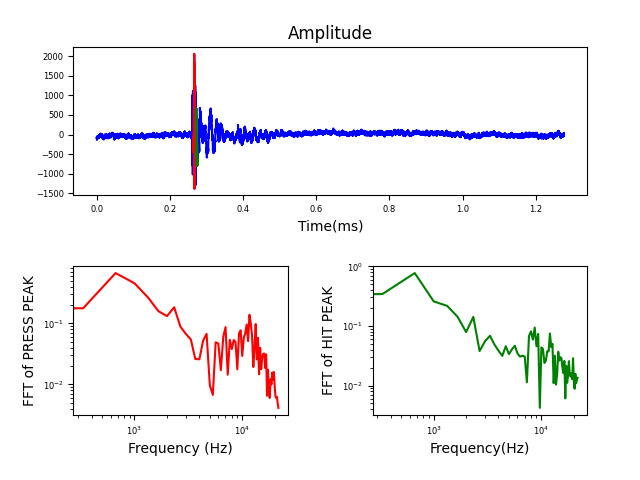 Amplitude
2000
1500
1000
500
0
−500
−1000
−1500
0.0 0.2 0.4 0.6 0.8 1.0 1.2
Time(ms)
FFT of PRESS PEAK
10⁻¹
10⁻²
10³ 10⁴
Frequency (Hz)
FFT of HIT PEAK
10⁰
10⁻¹
10⁻²
10³ 10⁴
Frequency(Hz)